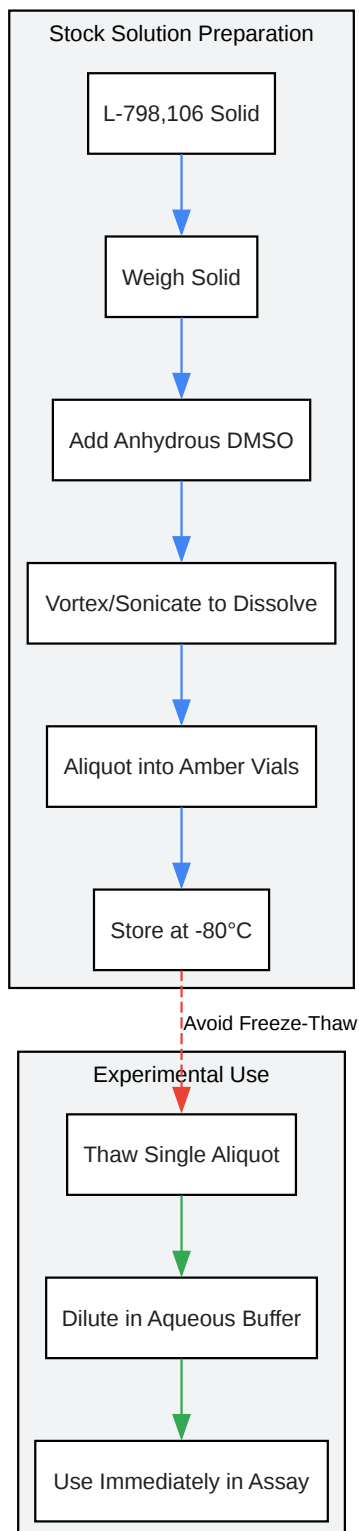 Stock Solution Preparation
L-798,106 Solid
Weigh Solid
Add Anhydrous DMSO
Vortex/Sonicate to Dissolve
Aliquot into Amber Vials
Store at -80°C
Avoid Freeze-Thaw
Experimental Use
Thaw Single Aliquot
Dilute in Aqueous Buffer
Use Immediately in Assay